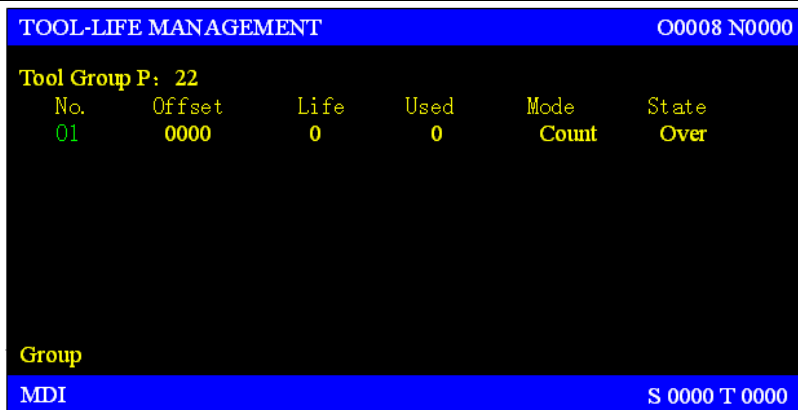 TOOL-LIFE MANAGEMENT O0008 N0000
Tool Group P：22
No. Offset Life Used Mode State
01 0000 0 0 Count Over
Group
MDI S 0000 T 0000